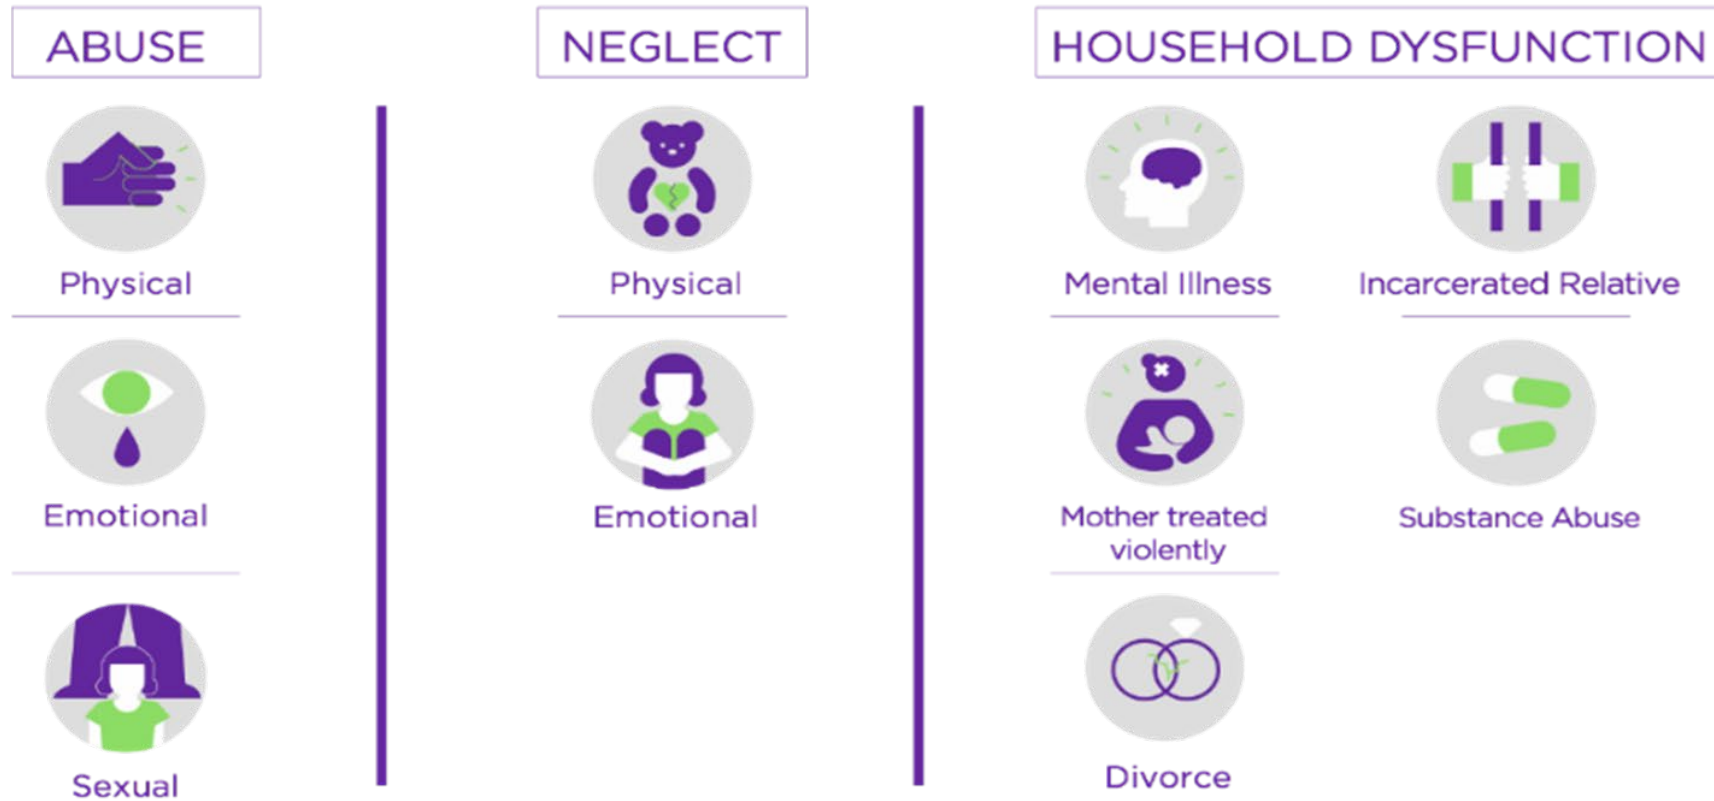 ABUSE
Physical
Emotional
Sexual
NEGLECT
Physical
Emotional
HOUSEHOLD DYSFUNCTION
Mental Illness
Incarcerated Relative
Mother treated
violently
Substance Abuse
Divorce